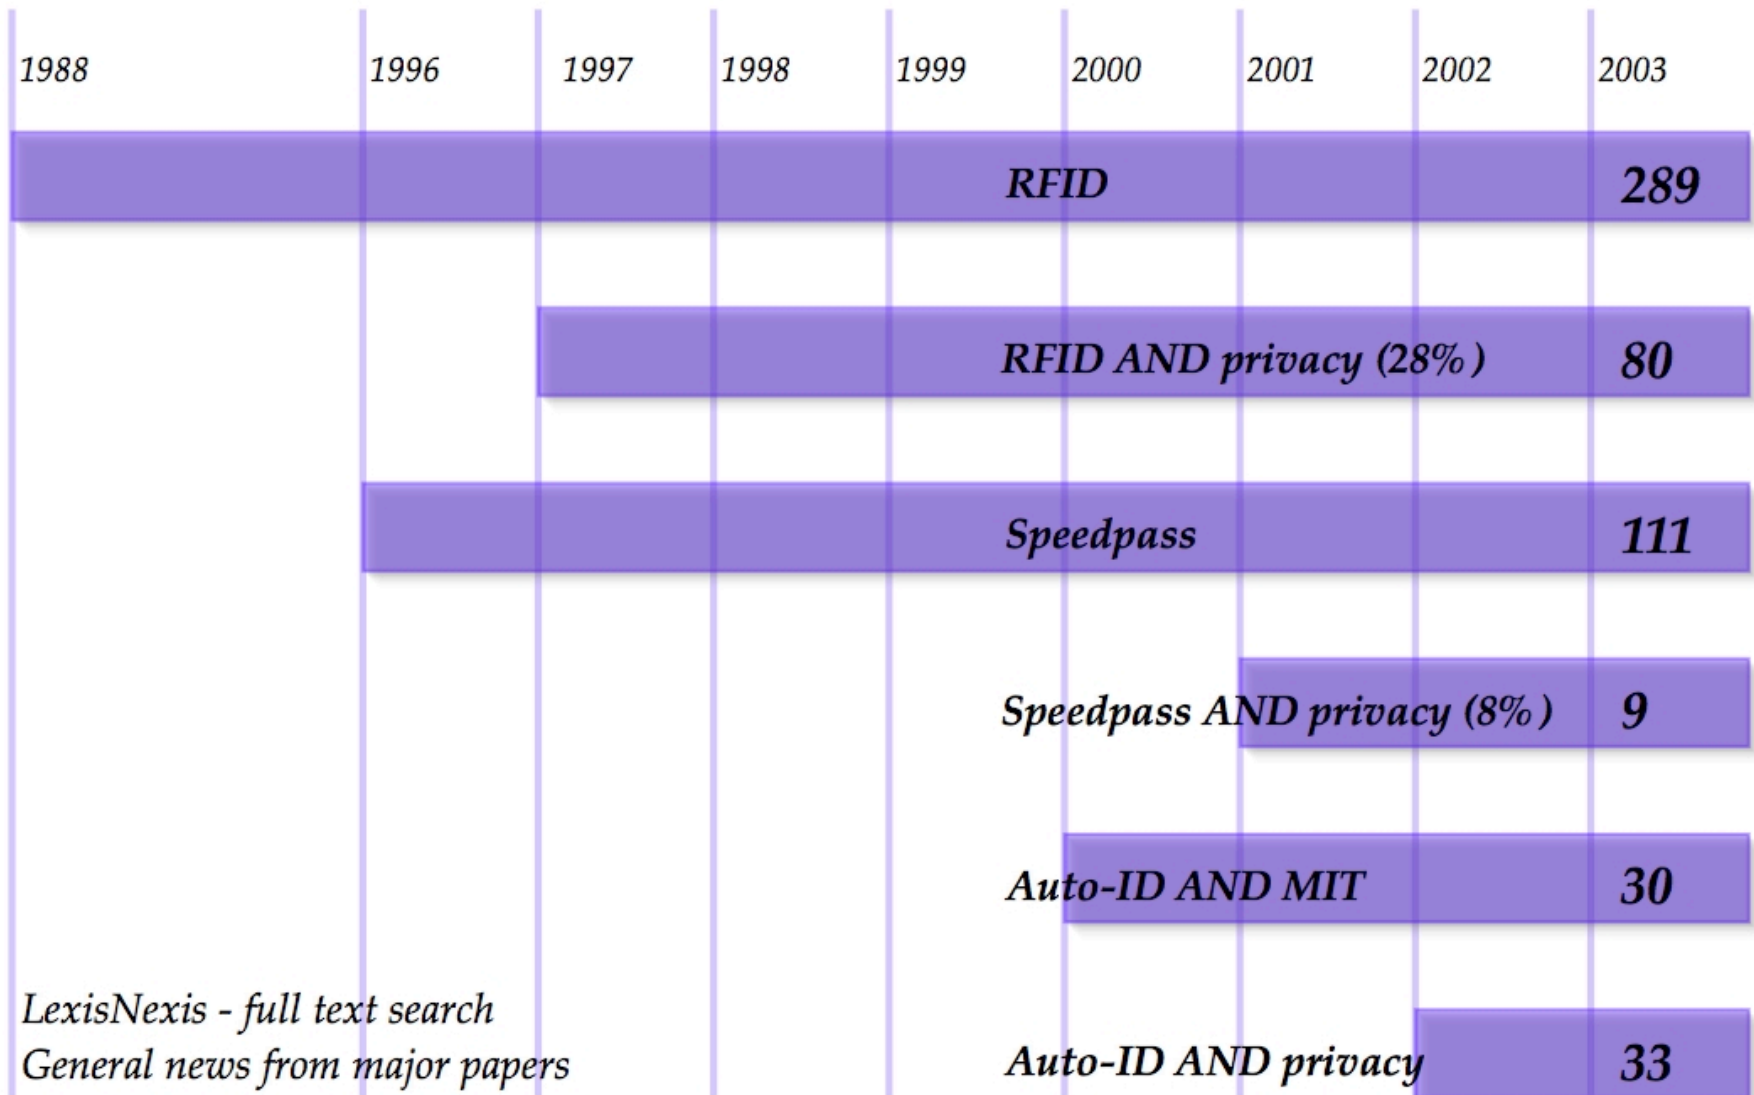 1988 1996 1997 1998 1999 2000 2001 2002 2003
RFID 289
RFID AND privacy (28%) 80
Speedpass 111
Speedpass AND privacy (8%) 9
Auto-ID AND MIT 30
LexisNexis - full text search
General news from major papers
Auto-ID AND privacy 33